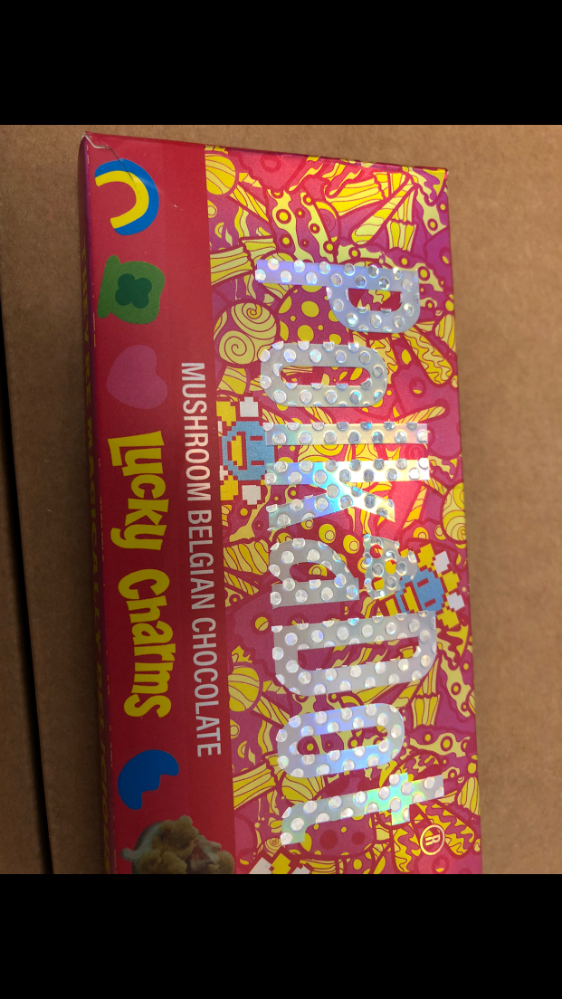 PolkaDot®
MUSHROOM BELGIAN CHOCOLATE
Lucky Charms